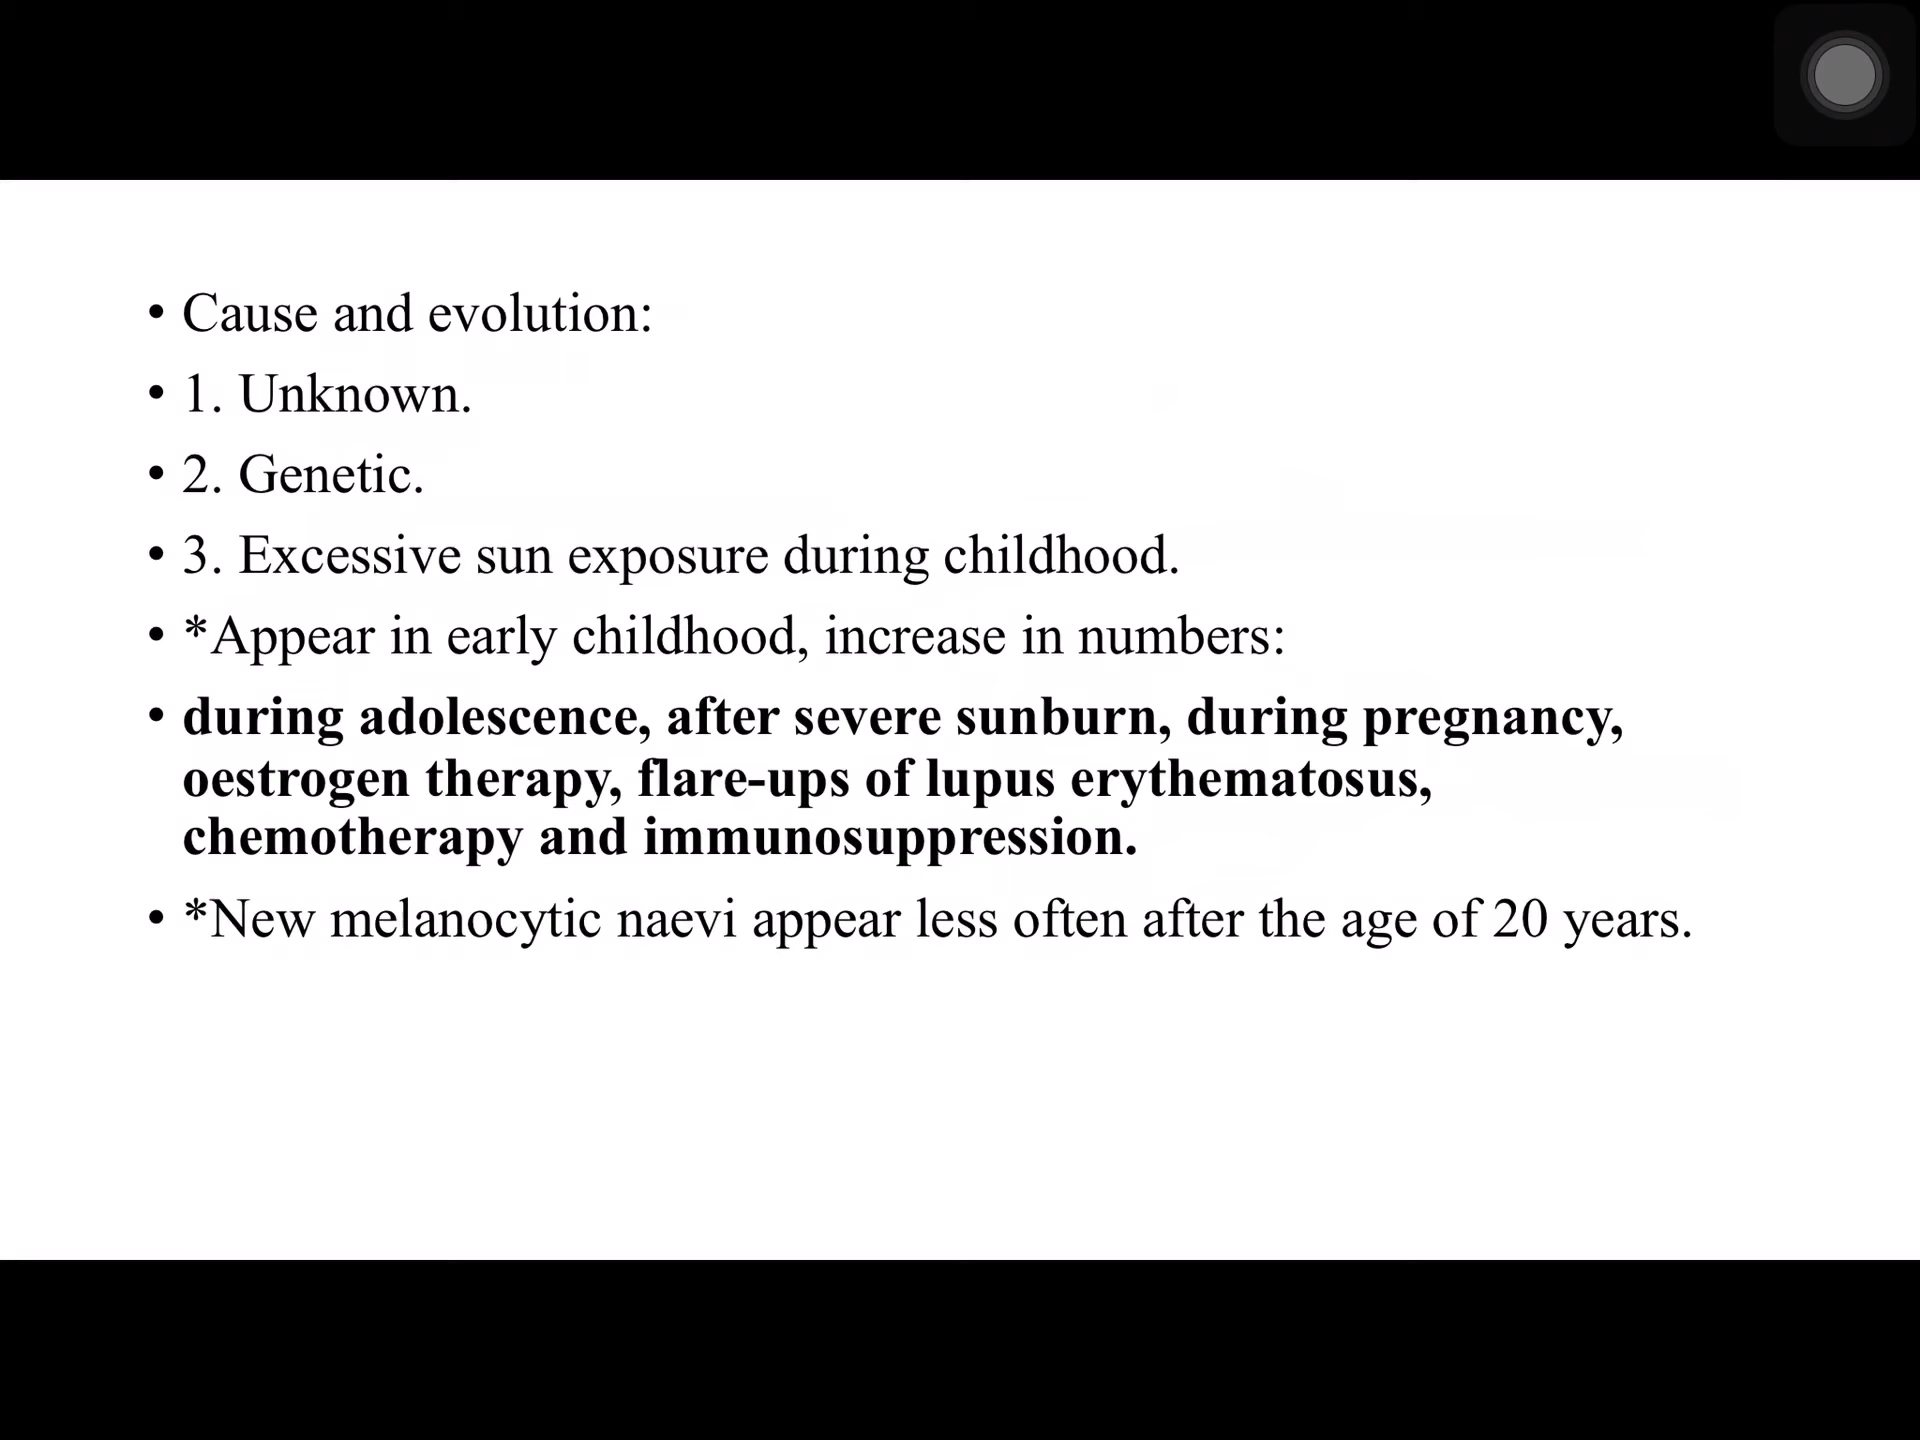 • Cause and evolution:
• 1. Unknown.
• 2. Genetic.
• 3. Excessive sun exposure during childhood.
• *Appear in early childhood, increase in numbers:
• during adolescence, after severe sunburn, during pregnancy,
oestrogen therapy, flare-ups of lupus erythematosus,
chemotherapy and immunosuppression.
• *New melanocytic naevi appear less often after the age of 20 years.